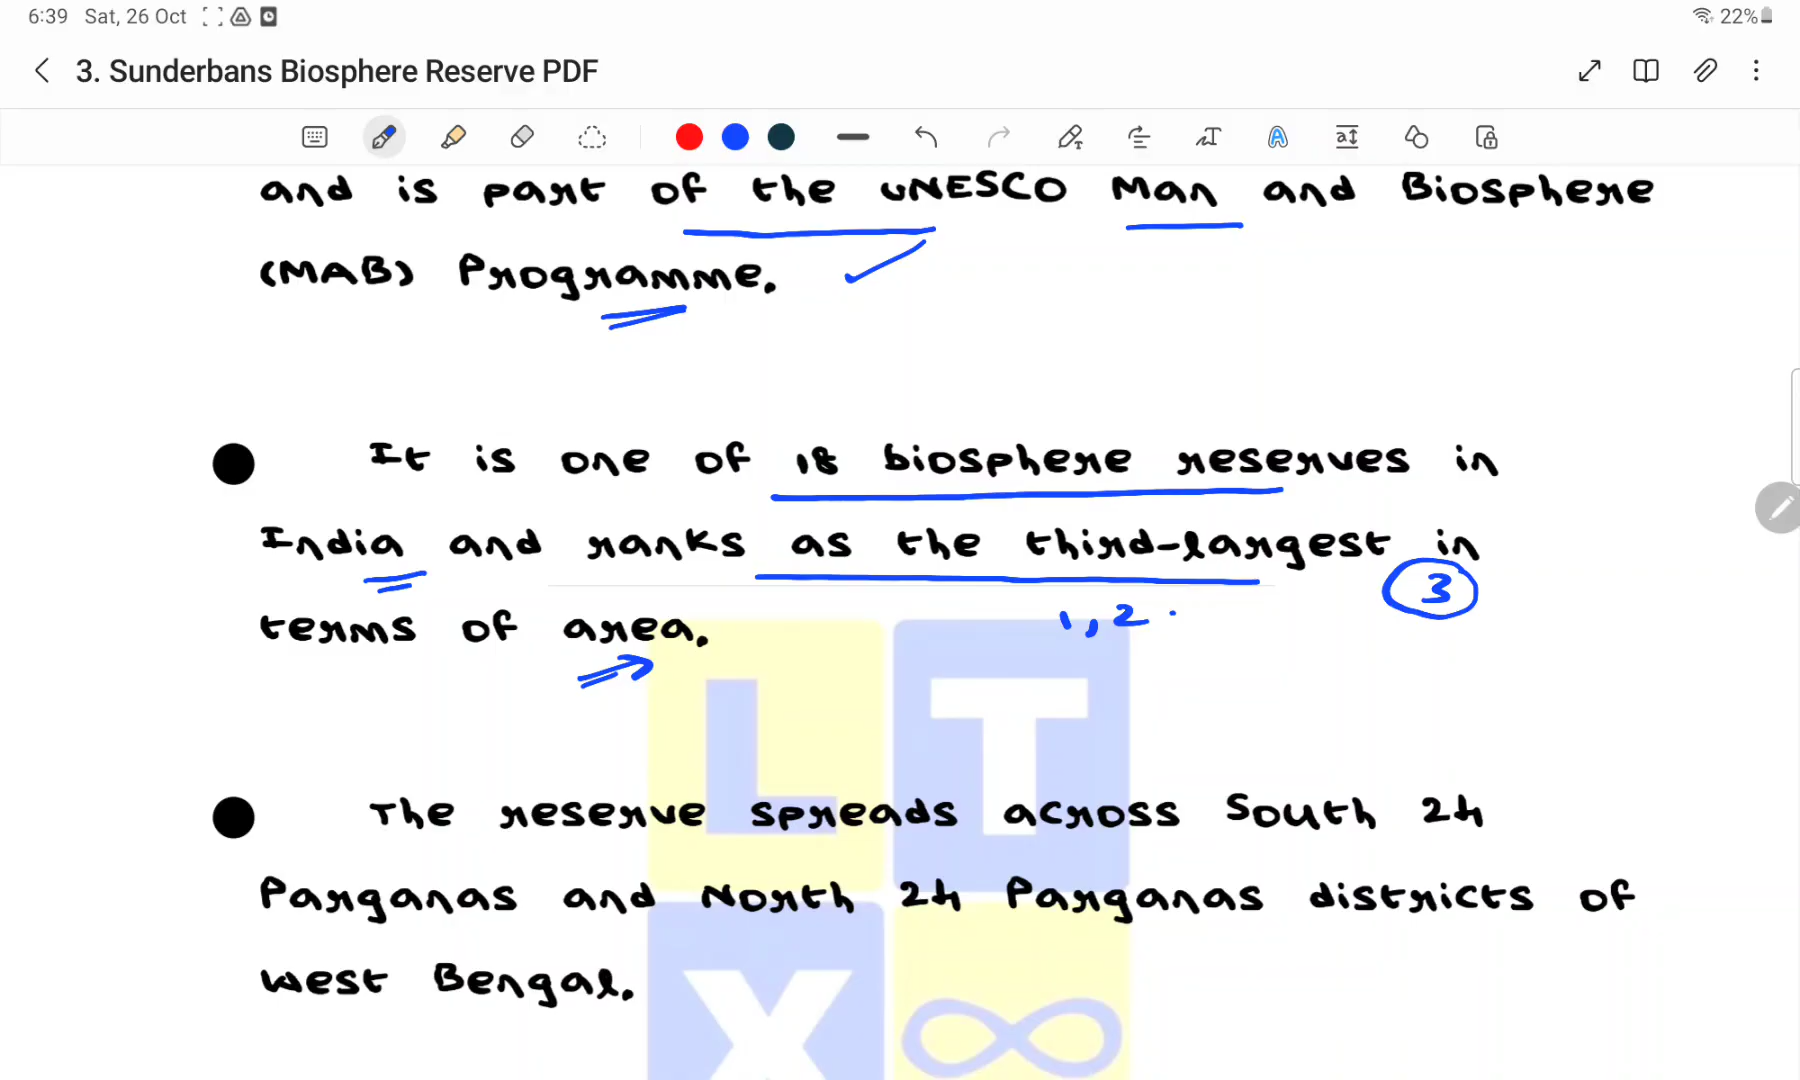 6:39 Sat, 26 Oct 22%
3. Sunderbans Biosphere Reserve PDF
and is part of the UNESCO Man and Biosphere
(MAB) Programme.
It is one of 18 biosphere reserves in
India and ranks as the third-largest in
3
terms of area.
1, 2
The reserve spreads across South 24
Parganas and North 24 Parganas districts of
West Bengal.
L T
X